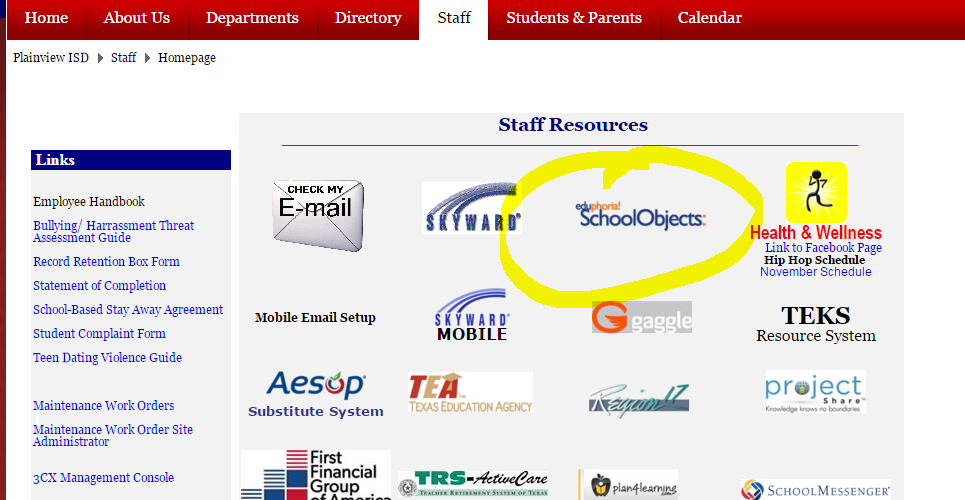 Home About Us Departments Directory Staff Students & Parents Calendar
Plainview ISD Staff Homepage
Links
Employee Handbook
Bullying/ Harrassment Threat
Assessment Guide
Record Retention Box Form
Statement of Completion
School-Based Stay Away Agreement
Student Complaint Form
Teen Dating Violence Guide
Maintenance Work Orders
Maintenance Work Order Site
Administrator
3CX Management Console
Staff Resources
CHECK MY
E-mail
SKYWARD®
eduphoria!
SchoolObjects:
Health & Wellness
Link to Facebook Page
Hip Hop Schedule
November Schedule
Mobile Email Setup
SKYWARD®
MOBILE
G gaggle
TEKS
Resource System
Aesop
Substitute System
TEA
TEXAS EDUCATION AGENCY
Region 17
project
Share
Knowledge knows no boundaries
First
Financial
Group
of America
TRS-ActiveCare
TEACHER RETIREMENT SYSTEM OF TEXAS
plan4learning
SCHOOLMESSENGER